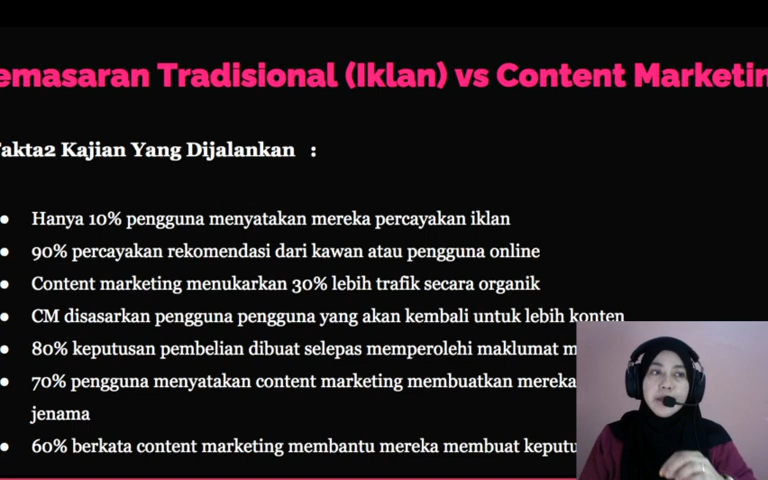 emasaran Tradisional (Iklan) vs Content Marketin
akta2 Kajian Yang Dijalankan :
● Hanya 10% pengguna menyatakan mereka percayakan iklan
● 90% percayakan rekomendasi dari kawan atau pengguna online
● Content marketing menukarkan 30% lebih trafik secara organik
● CM disasarkan pengguna pengguna yang akan kembali untuk lebih konten
● 80% keputusan pembelian dibuat selepas memperolehi maklumat
● 70% pengguna menyatakan content marketing membuatkan mereka
jenama
● 60% berkata content marketing membantu mereka membuat